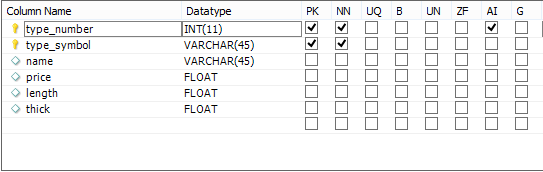 Column Name Datatype PK NN UQ B UN ZF AI G
type_number INT(11)
type_symbol VARCHAR(45)
name VARCHAR(45)
price FLOAT
length FLOAT
thick FLOAT